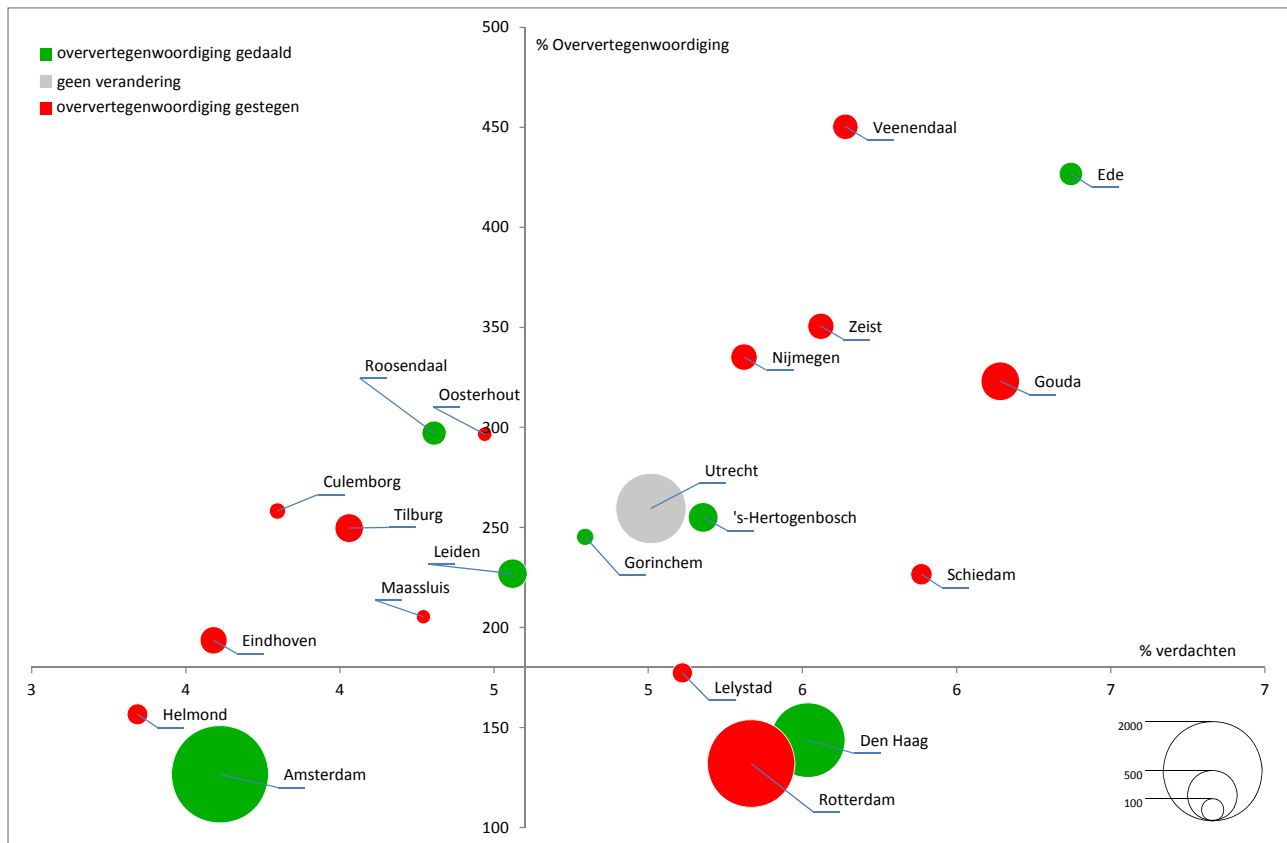 500
% Oververtegenwoordiging
oververtegenwoordiging gedaald
geen verandering
oververtegenwoordiging gestegen
450
Veenendaal
Ede
400
350
Zeist
Nijmegen
Roosendaal
Gouda
Oosterhout
300
Utrecht
Culemborg
Tilburg
's-Hertogenbosch
250
Leiden
Gorinchem
Schiedam
Maassluis
200
Eindhoven
% verdachten
3 4 4 5 5 6 6 7 7
Lelystad
Helmond
150
Den Haag
2000
Amsterdam
500
Rotterdam
100
100